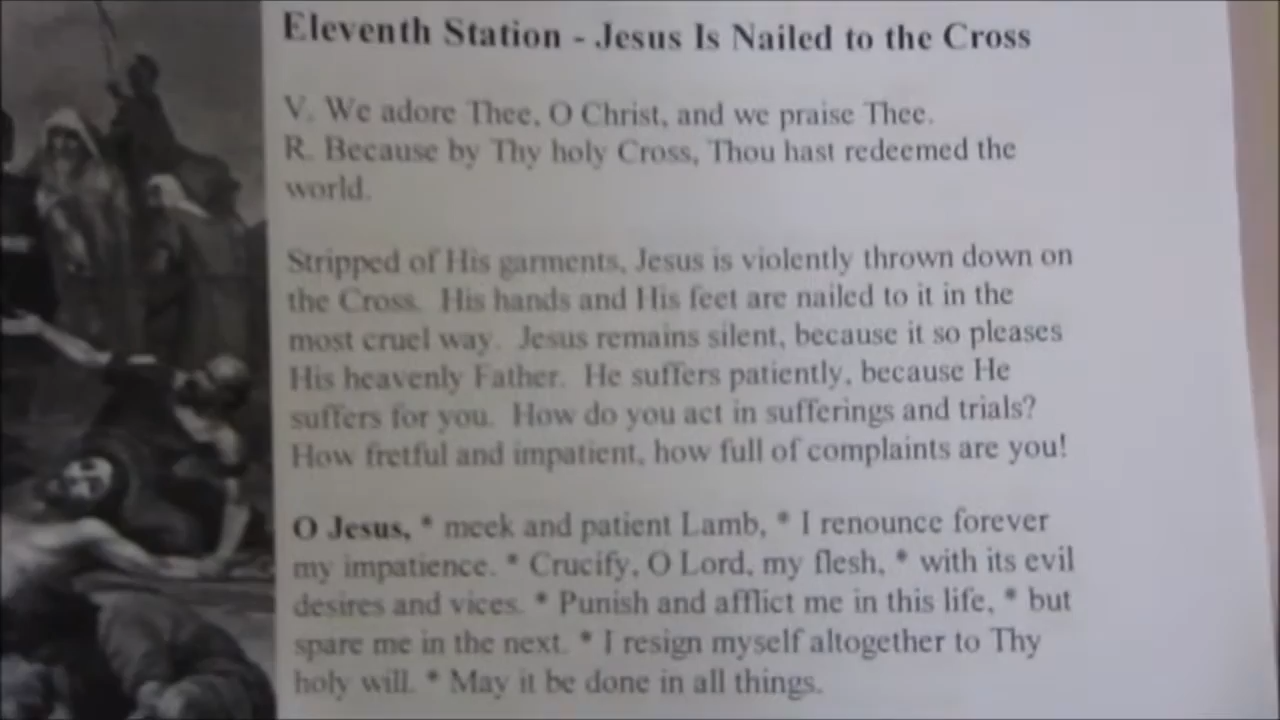 Eleventh Station - Jesus Is Nailed to the Cross
V. We adore Thee, O Christ, and we praise Thee.
R. Because by Thy holy Cross, Thou hast redeemed the
world.
Stripped of His garments, Jesus is violently thrown down on
the Cross. His hands and His feet are nailed to it in the
most cruel way. Jesus remains silent, because it so pleases
His heavenly Father. He suffers patiently, because He
suffers for you. How do you act in sufferings and trials?
How fretful and impatient, how full of complaints are you!
O Jesus, * meek and patient Lamb, * I renounce forever
my impatience. * Crucify, O Lord, my flesh, * with its evil
desires and vices. * Punish and afflict me in this life, * but
spare me in the next. * I resign myself altogether to Thy
holy will. * May it be done in all things.